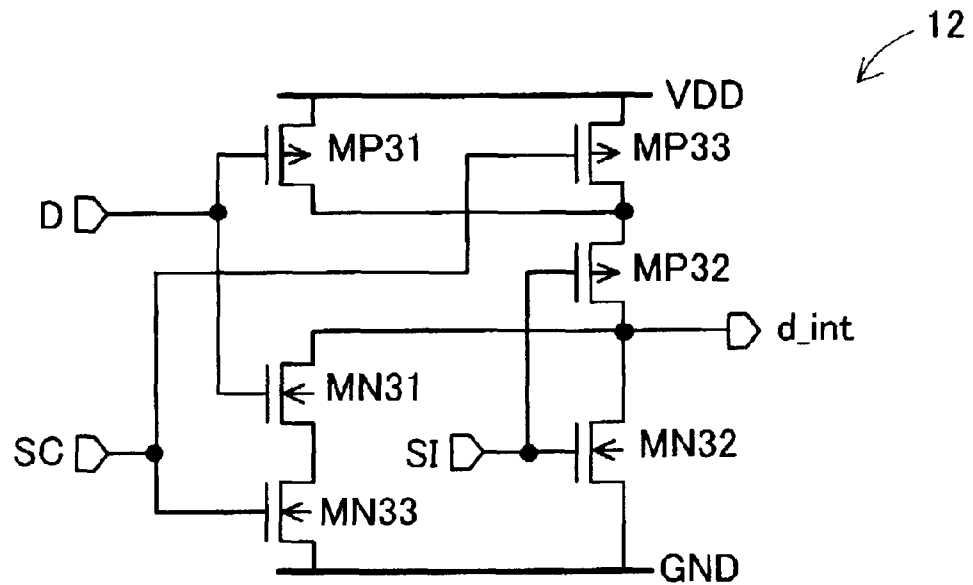 12
VDD
MP31
MP33
D
MP32
d_int
MN31
SC
SI
MN32
MN33
GND